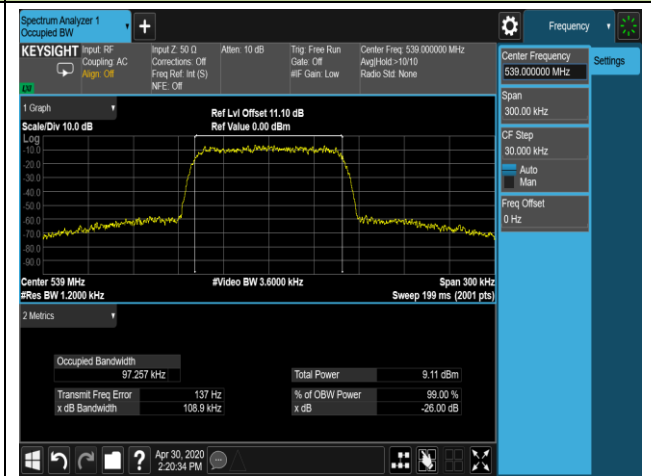 Spectrum Analyzer 1
Occupied BW
+
Frequency
KEYSIGHT
Input: RF
Coupling: AC
Align: Off
Input Z: 50 Ω
Corrections: Off
Freq Ref: Int (S)
NFE: Off
Atten: 10 dB
Trig: Free Run
Gate: Off
#IF Gain: Low
Center Freq: 539.000000 MHz
Avg|Hold:>10/10
Radio Std: None
Center Frequency
539.000000 MHz
Settings
Span
300.00 kHz
CF Step
30.000 kHz
Auto
Man
Freq Offset
0 Hz
1 Graph
Scale/Div 10.0 dB
Ref Lvl Offset 11.10 dB
Ref Value 0.00 dBm
Log
-10.0
-20.0
-30.0
-40.0
-50.0
-60.0
-70.0
-80.0
-90.0
Center 539 MHz
#Res BW 1.2000 kHz
#Video BW 3.6000 kHz
Span 300 kHz
Sweep 199 ms (2001 pts)
2 Metrics
Occupied Bandwidth
97.257 kHz
Total Power 9.11 dBm
Transmit Freq Error 137 Hz
% of OBW Power 99.00 %
x dB Bandwidth 108.9 kHz
x dB -26.00 dB
?
Apr 30, 2020
2:20:34 PM